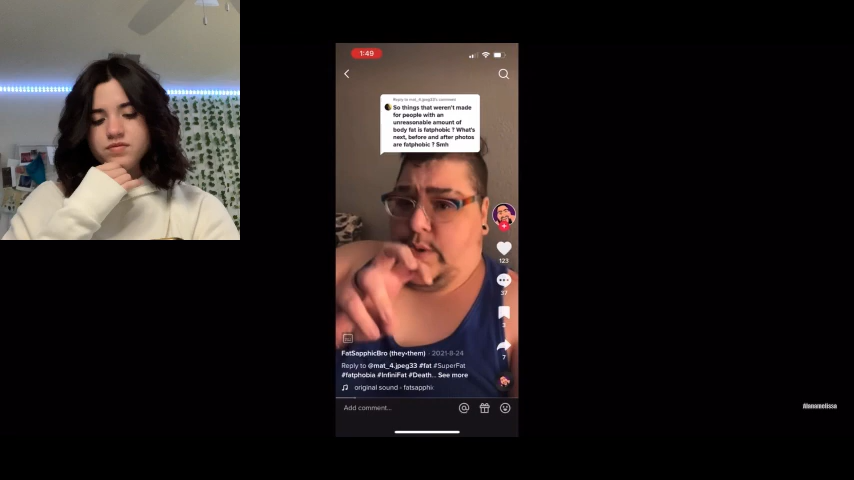 1:49
Reply to mat_4.jpeg33's comment
So things that weren't made
for people with an
unreasonable amount of
body fat is fatphobic ? What's
next, before and after photos
are fatphobic ? Smh
123
37
3
7
FatSapphicBro (they•them) · 2021-8-24
Reply to @mat_4.jpeg33 #fat #SuperFat
#fatphobia #InfiniFat #Death... See more
original sound - fatsapphi
Add comment...
Alanamelissa